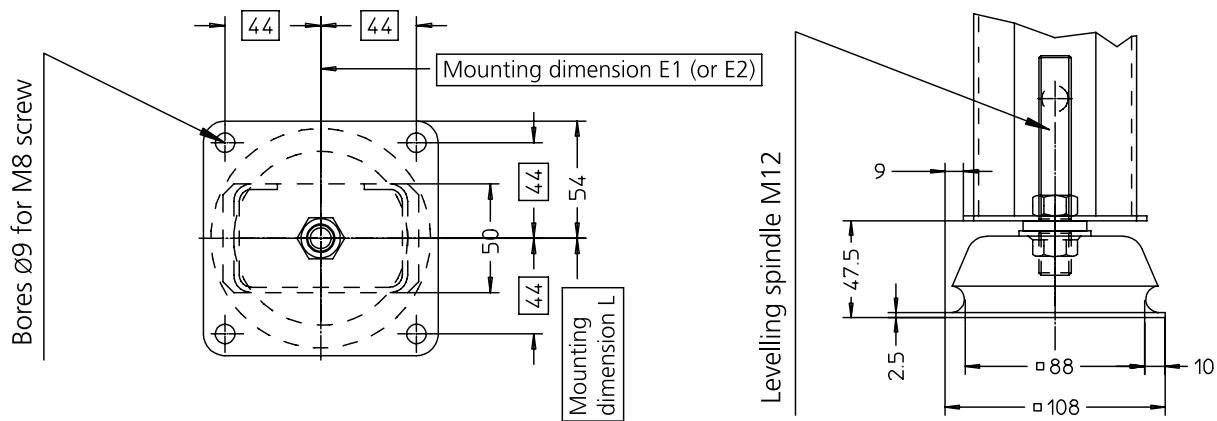 44
44
Mounting dimension E1 (or E2)
Bores Ø9 for M8 screw
44
54
50
44
Mounting
dimension L
Levelling spindle M12
9
47.5
2.5
□88
10
□108